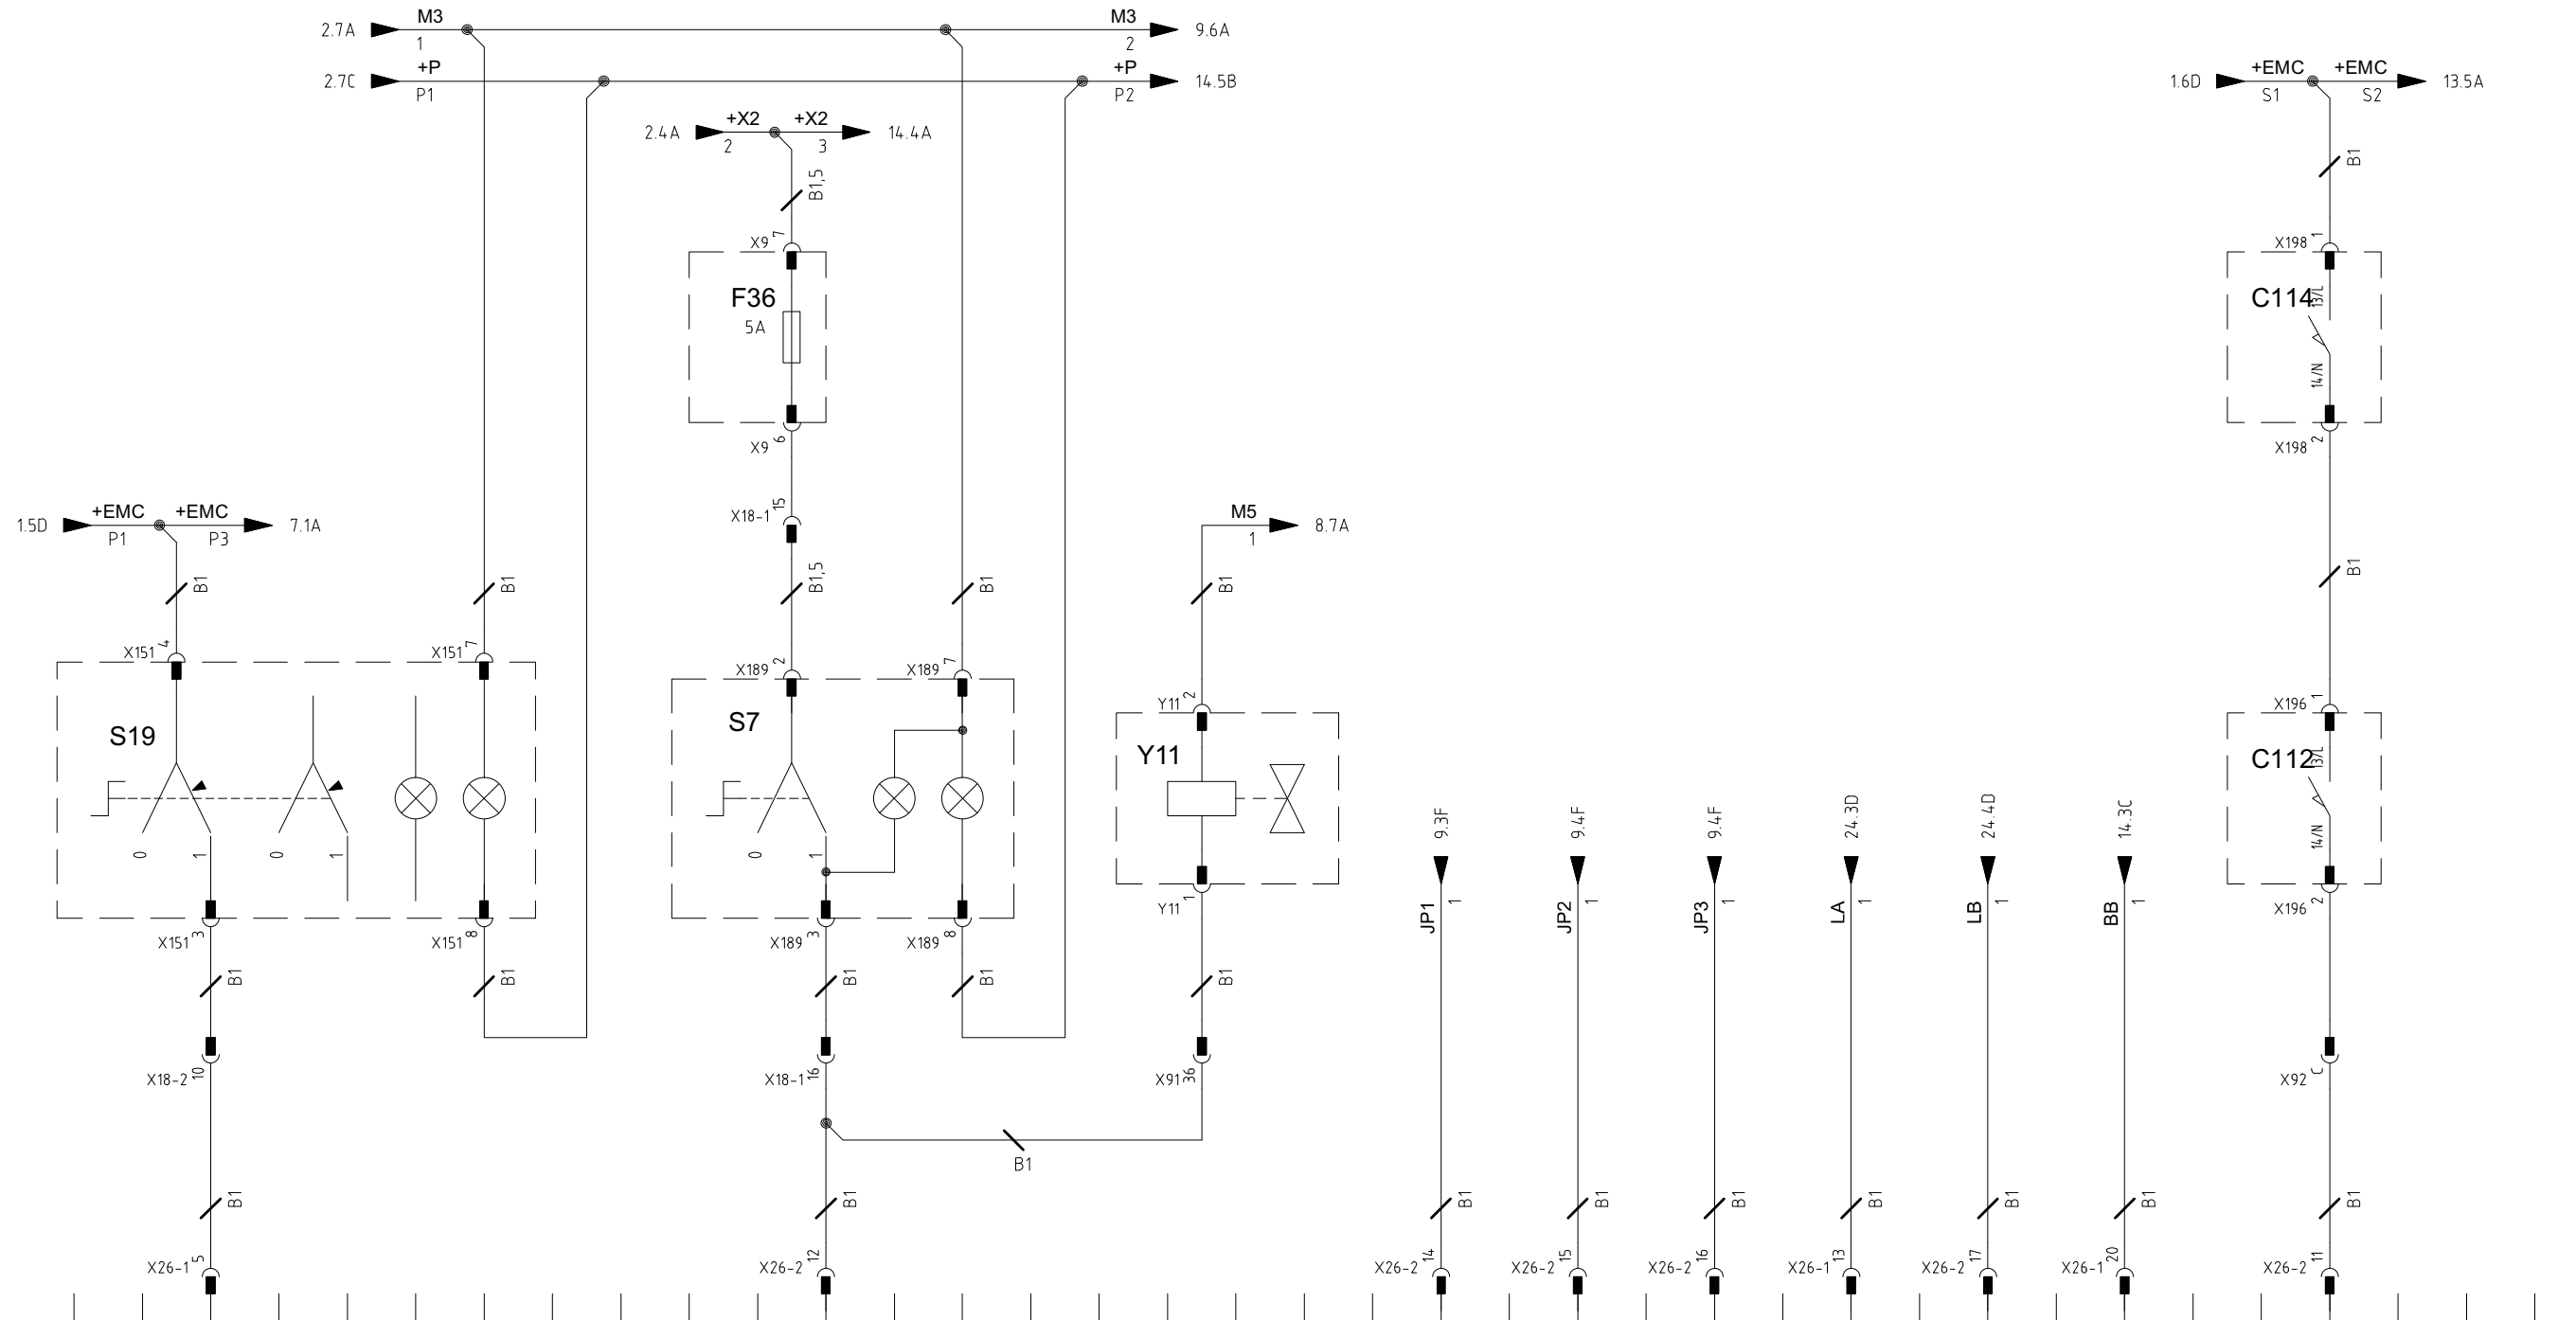 2.7A M3 1 M3 2 9.6A
2.7C +P P1 +P P2 14.5B
1.6D +EMC S1 +EMC S2 13.5A
2.4A +X2 2 +X2 3 14.4A
B1
B1,5
X9 7
X198 1
F36
5A
C114
13/L
14/N
X9 6
X198 2
X18-1 15
1.5D +EMC P1 +EMC P3 7.1A
M5 1 8.7A
B1
B1
B1,5
B1
B1
B1
X151 4
X151 7
X189 2
X189 7
Y11 2
X196 1
S19
S7
Y11
C112
13/L
14/N
0
1
0
1
0
1
9.3F
9.4F
9.4F
24.3D
24.4D
14.3C
JP1 1
JP2 1
JP3 1
LA 1
LB 1
BB 1
Y11 1
X196 2
X151 3
X151 8
X189 3
X189 8
B1
B1
B1
B1
B1
X18-2 10
X18-1 16
X91 36
X92 C
B1
B1
B1
B1
B1
B1
B1
B1
B1
B1
X26-1 5
X26-2 12
X26-2 14
X26-2 15
X26-2 16
X26-1 13
X26-2 17
X26-1 20
X26-2 11